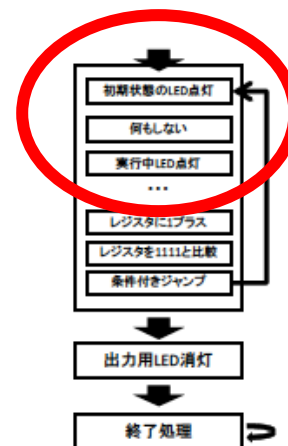 初期状態のLED点灯
何もしない
実行中LED点灯
...
レジスタに1プラス
レジスタを1111と比較
条件付きジャンプ
出力用LED消灯
終了処理